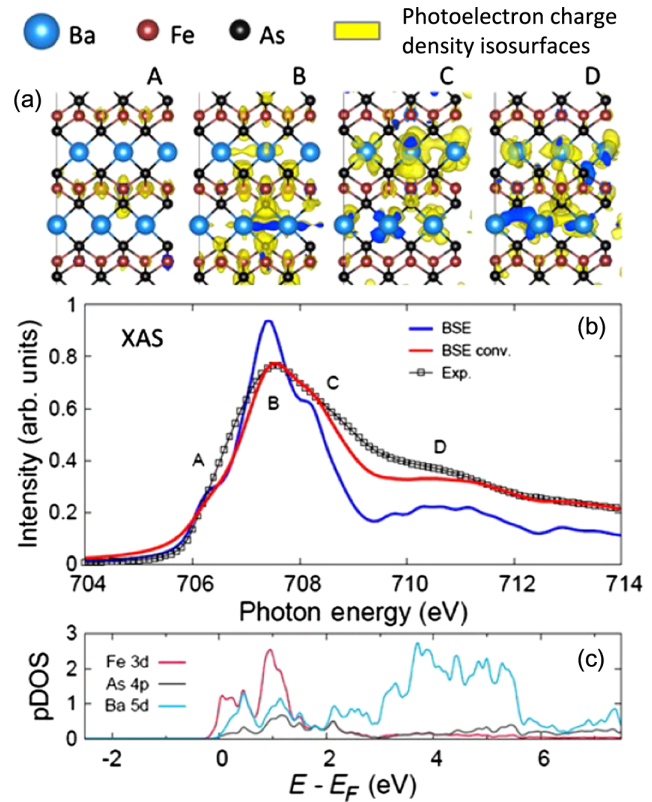 Ba Fe As Photoelectron charge
density isosurfaces
A B C D
(a)
(b)
XAS
BSE
BSE conv.
Exp.
A
B
C
D
Intensity (arb. units)
1
0.8
0.6
0.4
0.2
0
704 706 708 710 712 714
Photon energy (eV)
(c)
Fe 3d
As 4p
Ba 5d
pDOS
3
2
1
0
-2 0 2 4 6
E - EF (eV)